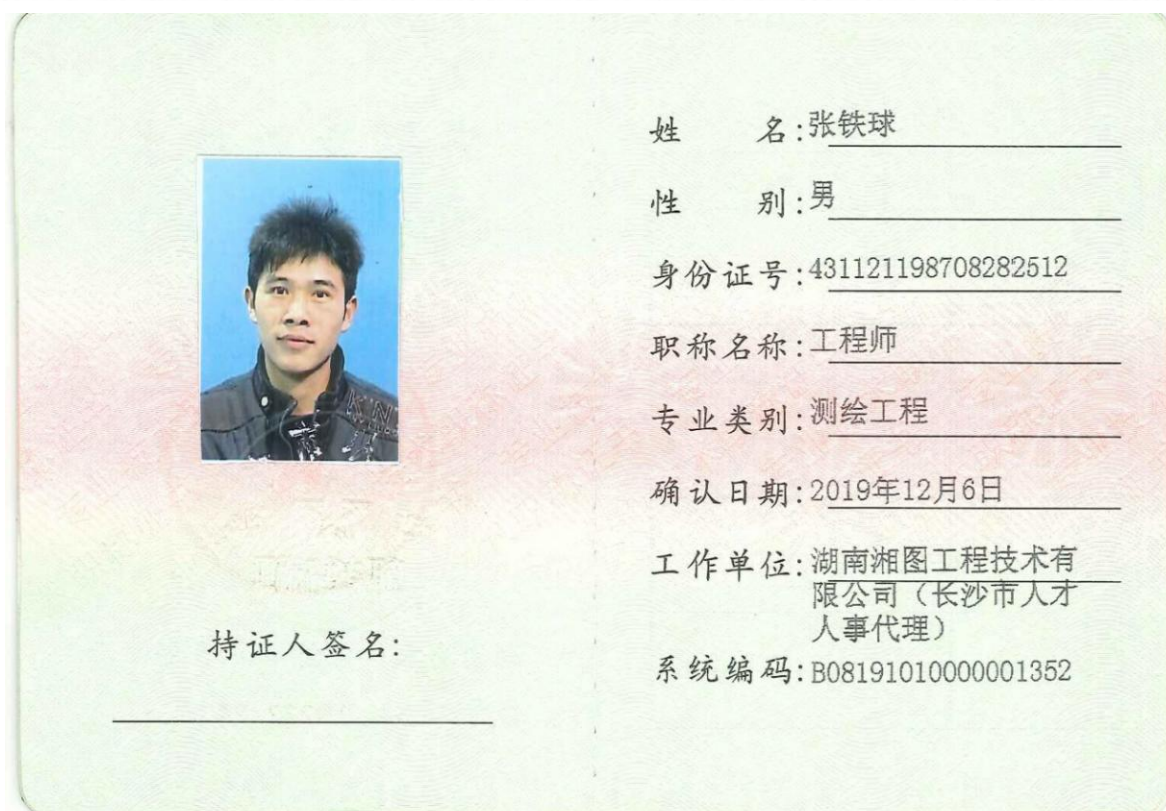 姓名:张铁球
性别:男
身份证号:431121198708282512
职称名称:工程师
专业类别:测绘工程
确认日期:2019年12月6日
工作单位:湖南湘图工程技术有
限公司（长沙市人才
人事代理）
系统编码:B08191010000001352
持证人签名: